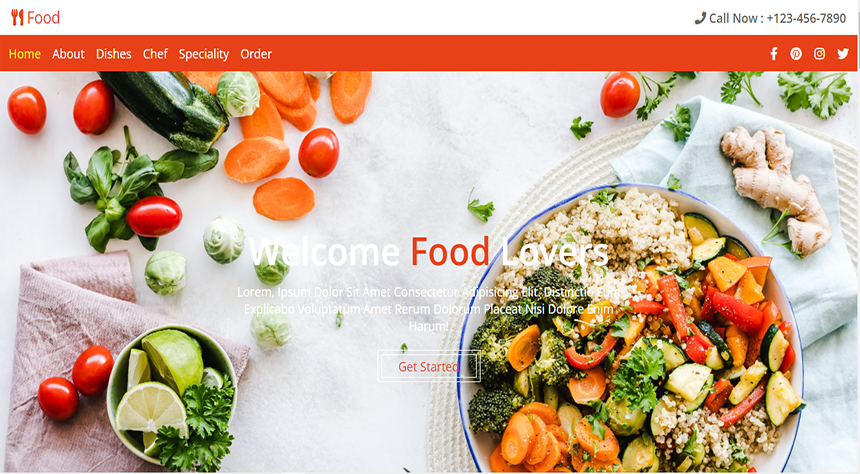 Food
Call Now : +123-456-7890
Home About Dishes Chef Speciality Order
Welcome Food Lovers
Lorem, Ipsum Dolor Sit Amet Consectetur Adipisicing Elit. Distinctio Eum
Explicabo Voluptatum Amet Rerum Dolorum Placeat Nisi Dolore Enim
Harum!
Get Started